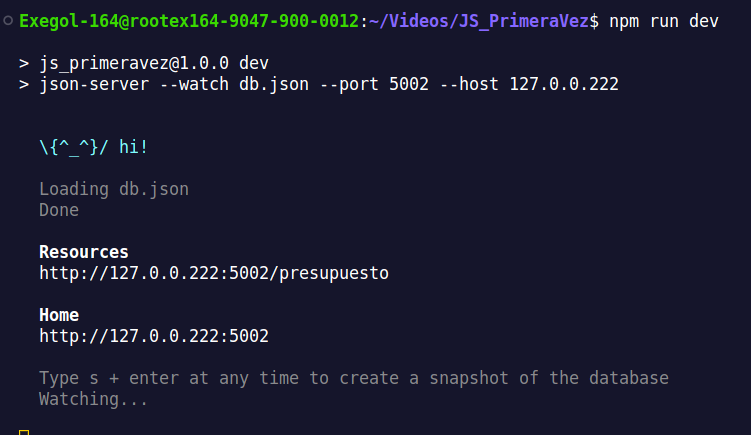 Exegol-164@rootex164-9047-900-0012:~/Videos/JS_PrimeraVez$ npm run dev
> js_primeravez@1.0.0 dev
> json-server --watch db.json --port 5002 --host 127.0.0.222
\{^_^}/ hi!
Loading db.json
Done
Resources
http://127.0.0.222:5002/presupuesto
Home
http://127.0.0.222:5002
Type s + enter at any time to create a snapshot of the database
Watching...